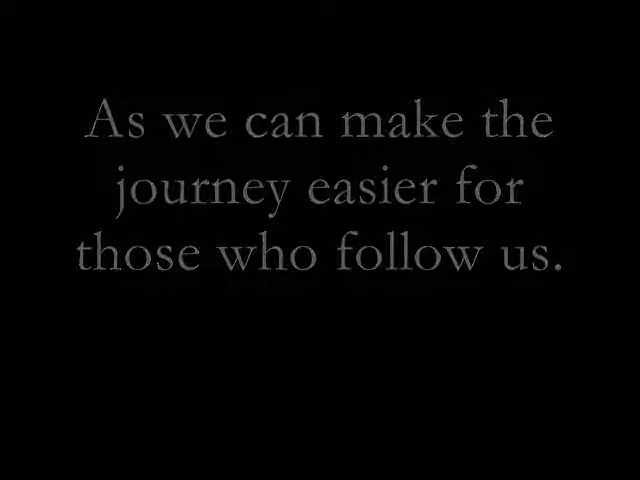 As we can make the
journey easier for
those who follow us.